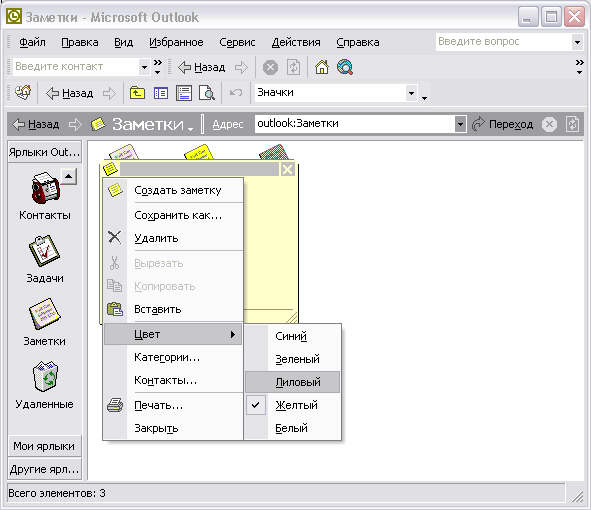 Заметки - Microsoft Outlook
Файл Правка Вид Избранное Сервис Действия Справка Введите вопрос
Введите контакт Назад
Назад Значки
Назад Заметки Адрес outlook:Заметки Переход
Ярлыки Out...
Контакты
Задачи
Заметки
Удаленные
Мои ярлыки
Другие ярл...
Создать заметку
Сохранить как...
Удалить
Вырезать
Копировать
Вставить
Цвет
Категории...
Контакты...
Печать...
Закрыть
Синий
Зеленый
Лиловый
Желтый
Белый
Всего элементов: 3